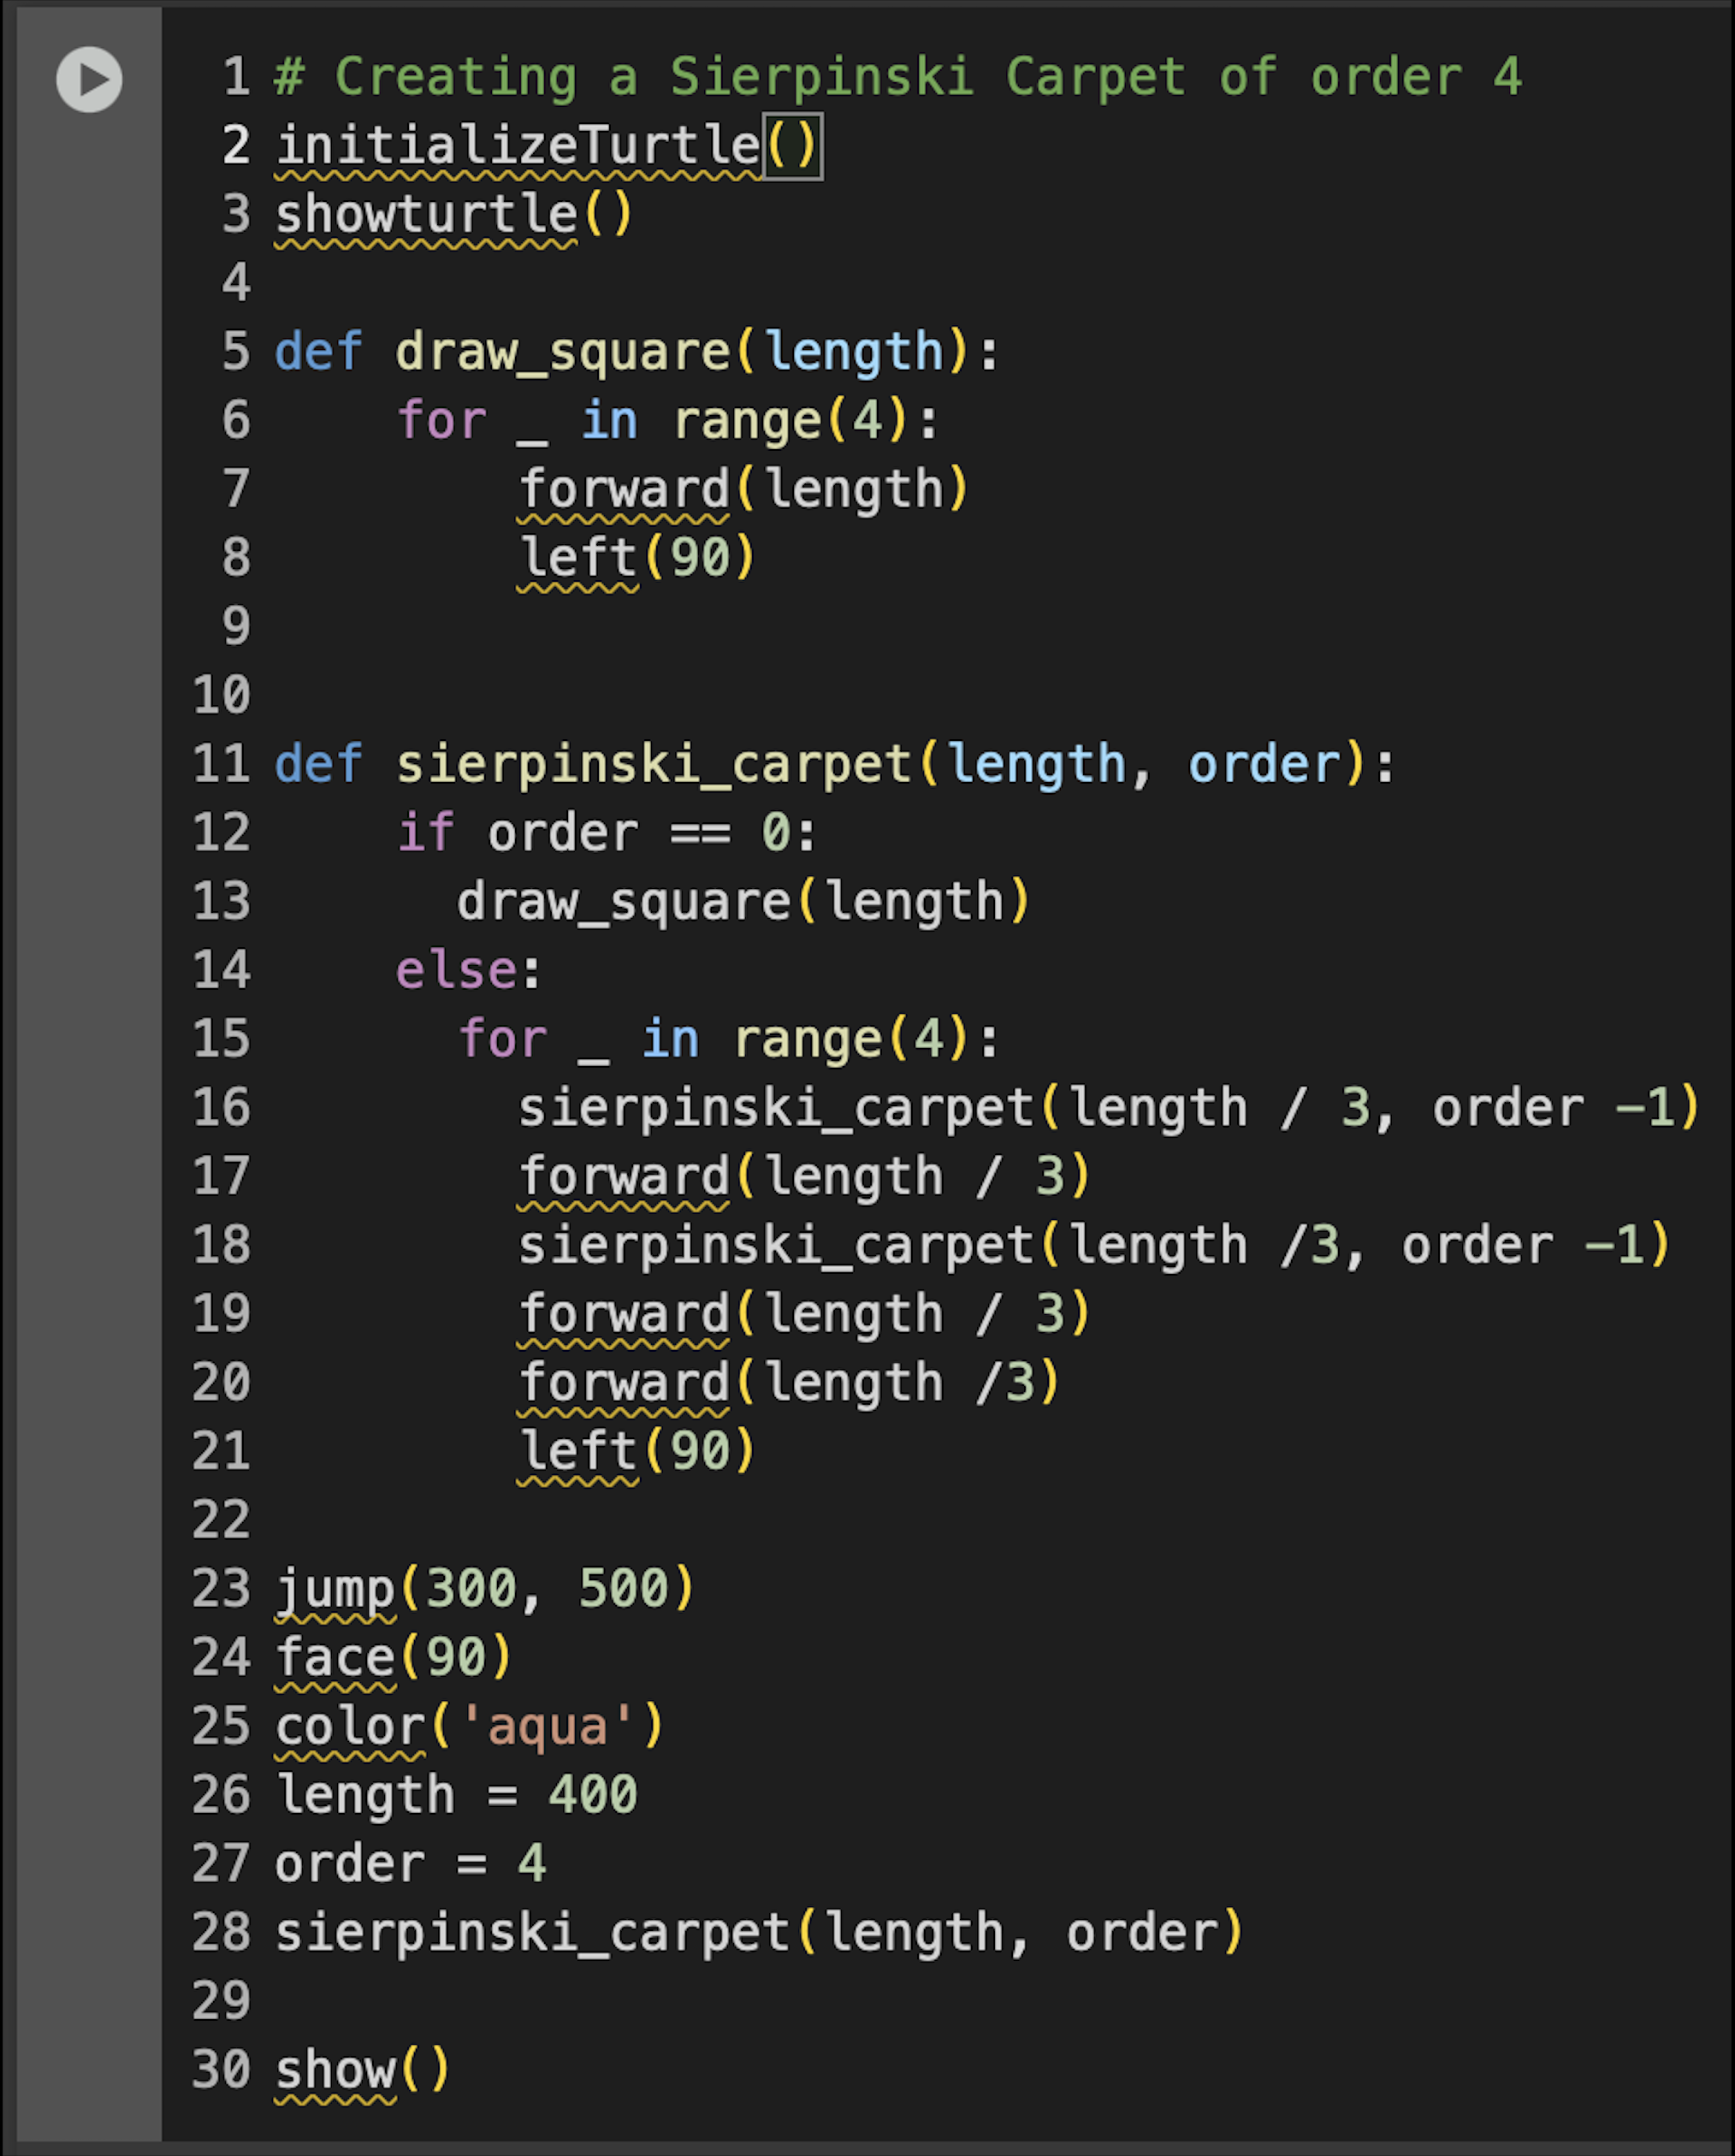 1 # Creating a Sierpinski Carpet of order 4
2 initializeTurtle()
3 showturtle()
4
5 def draw_square(length):
6     for _ in range(4):
7         forward(length)
8         left(90)
9
10
11 def sierpinski_carpet(length, order):
12     if order == 0:
13       draw_square(length)
14     else:
15       for _ in range(4):
16         sierpinski_carpet(length / 3, order -1)
17         forward(length / 3)
18         sierpinski_carpet(length /3, order -1)
19         forward(length / 3)
20         forward(length /3)
21         left(90)
22
23 jump(300, 500)
24 face(90)
25 color('aqua')
26 length = 400
27 order = 4
28 sierpinski_carpet(length, order)
29
30 show()